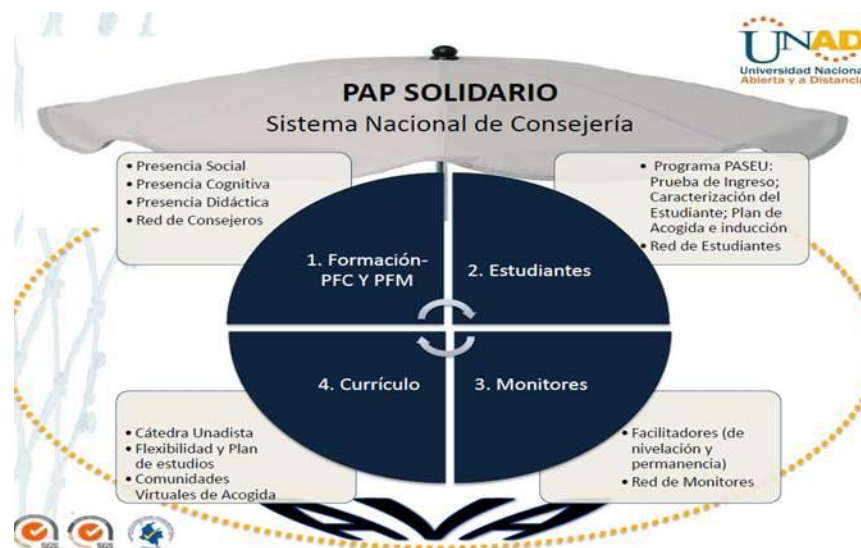 UNAD
Universidad Nacional
Abierta y a Distancia
PAP SOLIDARIO
Sistema Nacional de Consejería
• Presencia Social
• Presencia Cognitiva
• Presencia Didáctica
• Red de Consejeros
• Programa PASEU:
Prueba de Ingreso;
Caracterización del
Estudiante; Plan de
Acogida e inducción
• Red de Estudiantes
1. Formación-
PFC Y PFM
2. Estudiantes
4. Currículo
3. Monitores
• Cátedra Unadista
• Flexibilidad y Plan
de estudios
• Comunidades
Virtuales de Acogida
• Facilitadores (de
nivelación y
permanencia)
• Red de Monitores